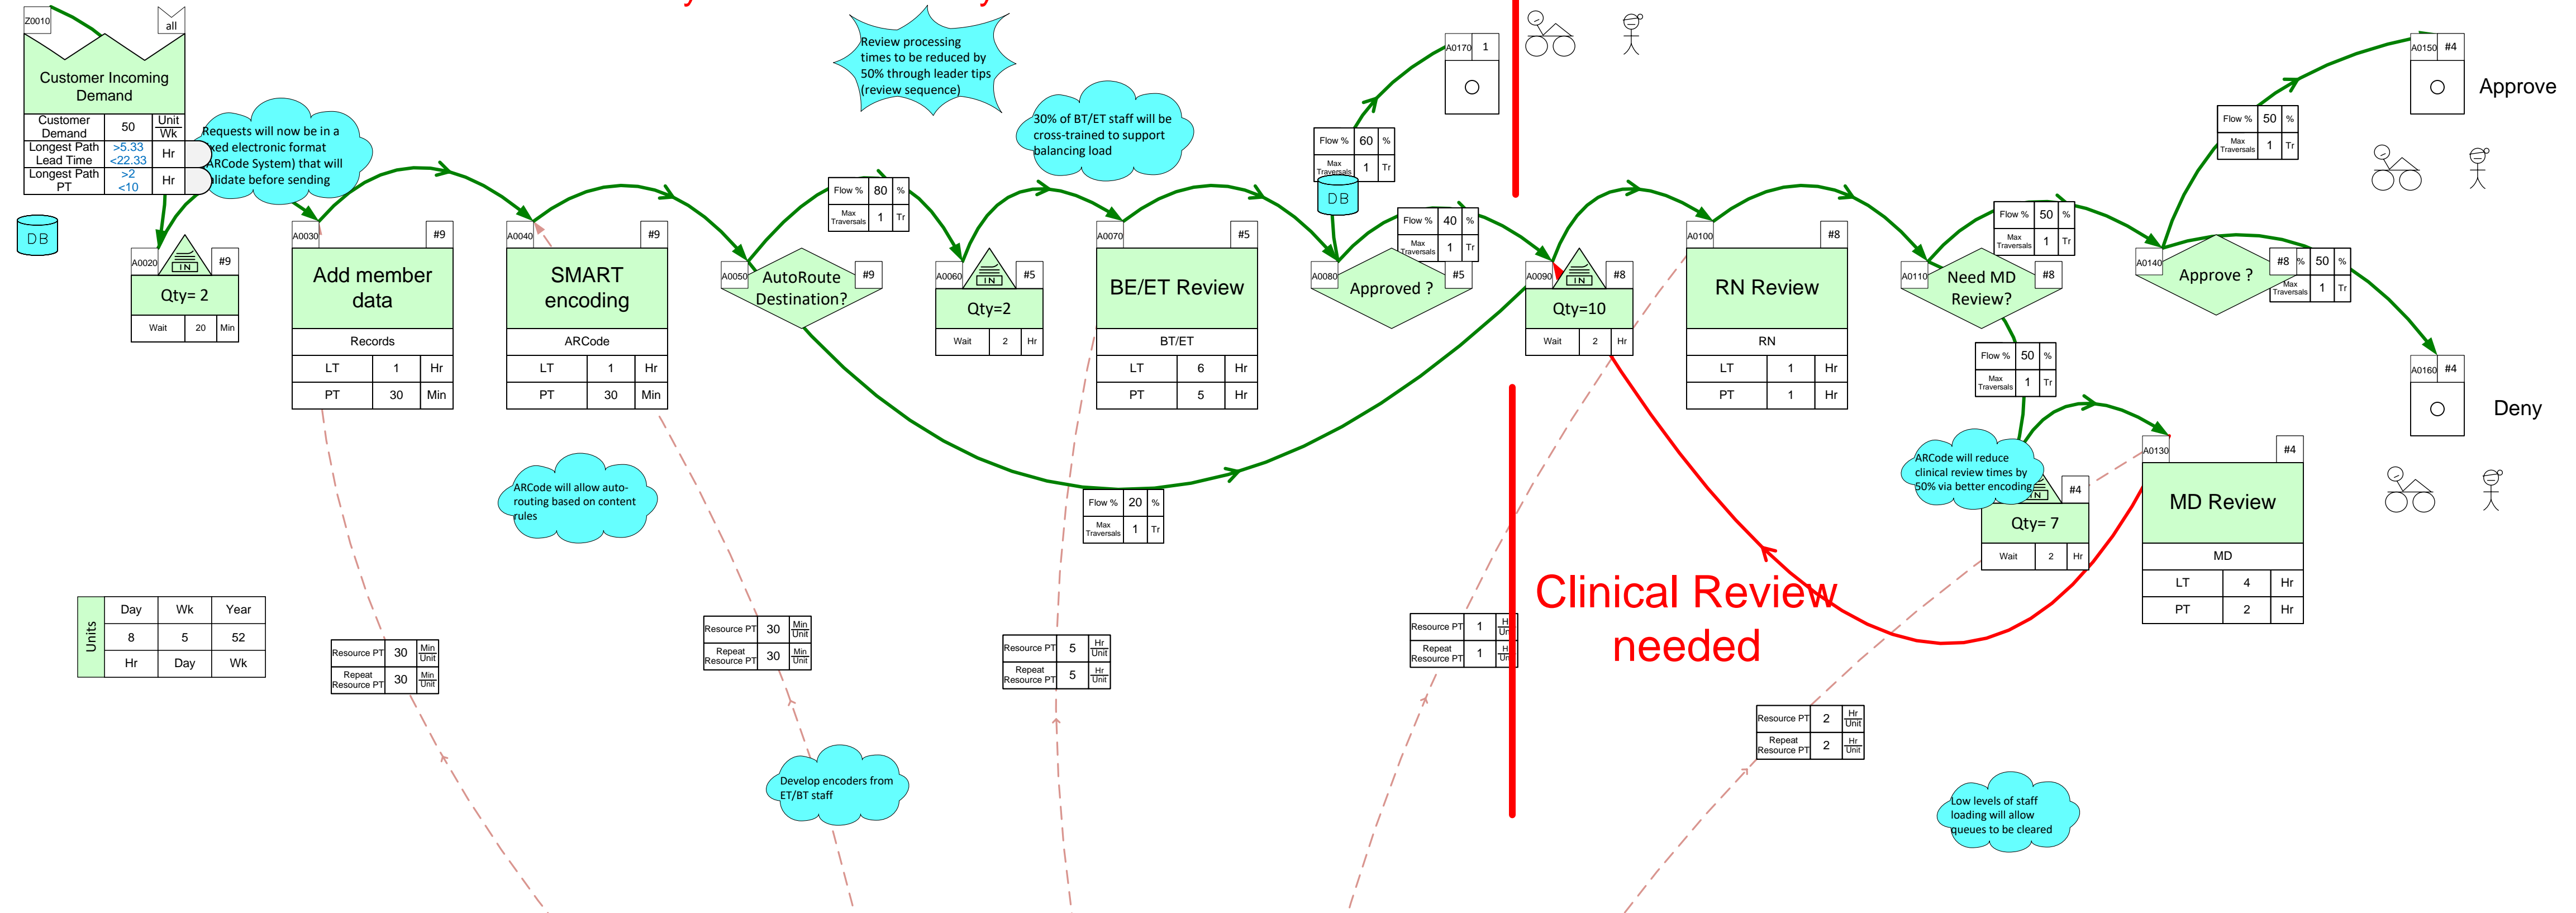 Z0010
all
Customer Incoming
Demand
Customer
Demand
50
Unit
Wk
Longest Path
Lead Time
>5.33
<22.33
Hr
Longest Path
PT
>2
<10
Hr
Requests will now be in a
xed electronic format
ARCode System) that will
lidate before sending
DB
A0020
IN
#9
Qty= 2
Wait 20 Min
A0030
#9
Add member
data
Records
LT 1 Hr
PT 30 Min
A0040
#9
SMART
encoding
ARCode
LT 1 Hr
PT 30 Min
ARCode will allow auto-
routing based on content
rules
A0050
#9
AutoRoute
Destination?
Flow % 80 %
Max
Traversals
1 Tr
Flow % 20 %
Max
Traversals
1 Tr
Review processing
times to be reduced by
50% through leader tips
(review sequence)
A0060
IN
#5
Qty=2
Wait 2 Hr
30% of BT/ET staff will be
cross-trained to support
balancing load
A0070
#5
BE/ET Review
BT/ET
LT 6 Hr
PT 5 Hr
A0080
#5
Approved ?
Flow % 60 %
Max
Traversals
1 Tr
DB
A0170
1
Flow % 40 %
Max
Traversals
1 Tr
A0090
IN
#8
Qty=10
Wait 2 Hr
A0100
#8
RN Review
RN
LT 1 Hr
PT 1 Hr
A0110
#8
Need MD
Review?
Flow % 50 %
Max
Traversals
1 Tr
Flow % 50 %
Max
Traversals
1 Tr
A0140
#8
Approve ?
Flow % 50 %
Max
Traversals
1 Tr
% 50 %
Max
Traversals
1 Tr
A0150
#4
Approve
A0160
#4
Deny
ARCode will reduce
clinical review times by
50% via better encoding
IN
#4
Qty= 7
Wait 2 Hr
A0130
#4
MD Review
MD
LT 4 Hr
PT 2 Hr
Clinical Review
needed
Units
Day Wk Year
8 5 52
Hr Day Wk
Resource PT 30 Min
Unit
Repeat
Resource PT
30 Min
Unit
Resource PT 30 Min
Unit
Repeat
Resource PT
30 Min
Unit
Resource PT 5 Hr
Unit
Repeat
Resource PT
5 Hr
Unit
Resource PT 1
Repeat
Resource PT
1
Resource PT 2 Hr
Unit
Repeat
Resource PT
2 Hr
Unit
Develop encoders from
ET/BT staff
Low levels of staff
loading will allow
queues to be cleared